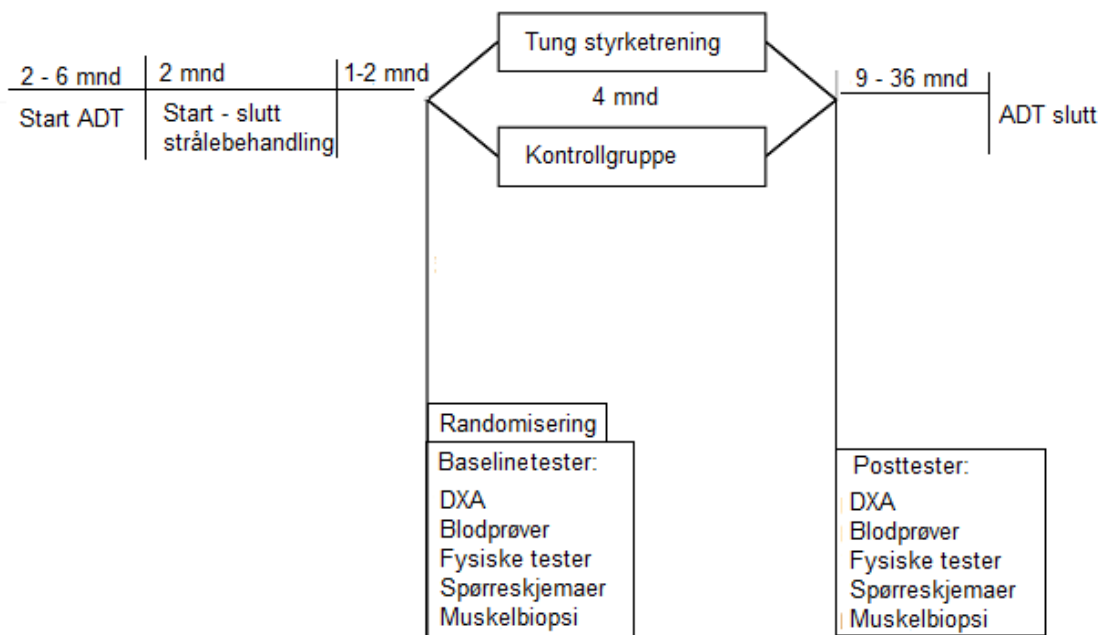 2 - 6 mnd
Start ADT
2 mnd
Start - slutt
strålebehandling
1-2 mnd
Tung styrketrening
4 mnd
Kontrollgruppe
9 - 36 mnd
ADT slutt
Randomisering
Baselinetester:
DXA
Blodprøver
Fysiske tester
Spørreskjemaer
Muskelbiopsi
Posttester:
DXA
Blodprøver
Fysiske tester
Spørreskjemaer
Muskelbiopsi